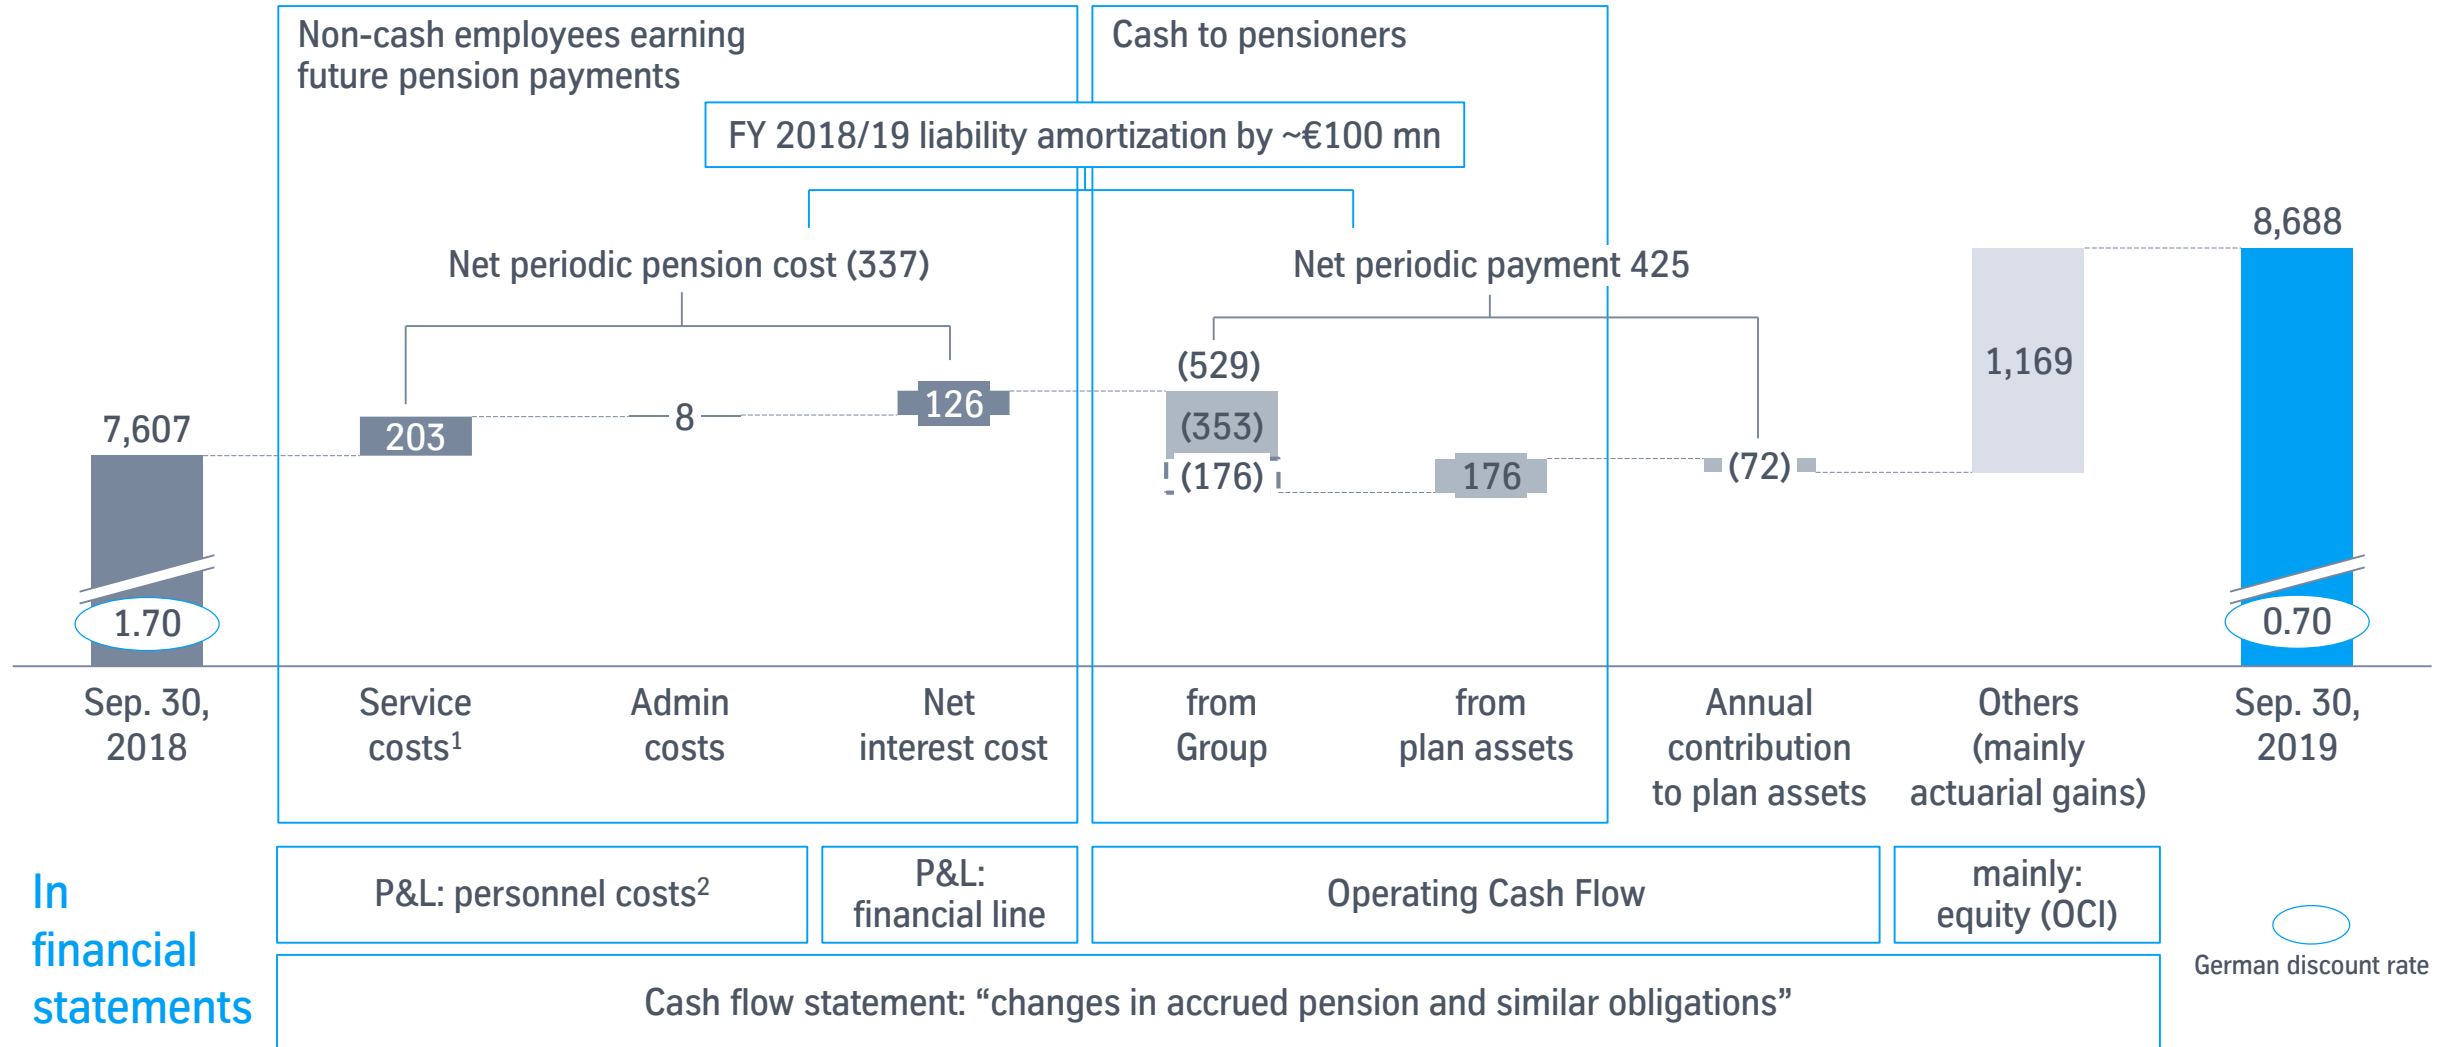 Non-cash employees earning
future pension payments
Cash to pensioners
FY 2018/19 liability amortization by ~€100 mn
Net periodic pension cost (337)
Net periodic payment 425
7,607
203
8
126
(529)
(353)
(176)
176
(72)
1,169
8,688
1.70
0.70
Sep. 30,
2018
Service
costs¹
Admin
costs
Net
interest cost
from
Group
from
plan assets
Annual
contribution
to plan assets
Others
(mainly
actuarial gains)
Sep. 30,
2019
In
financial
statements
P&L: personnel costs²
P&L:
financial line
Operating Cash Flow
mainly:
equity (OCI)
German discount rate
Cash flow statement: “changes in accrued pension and similar obligations”